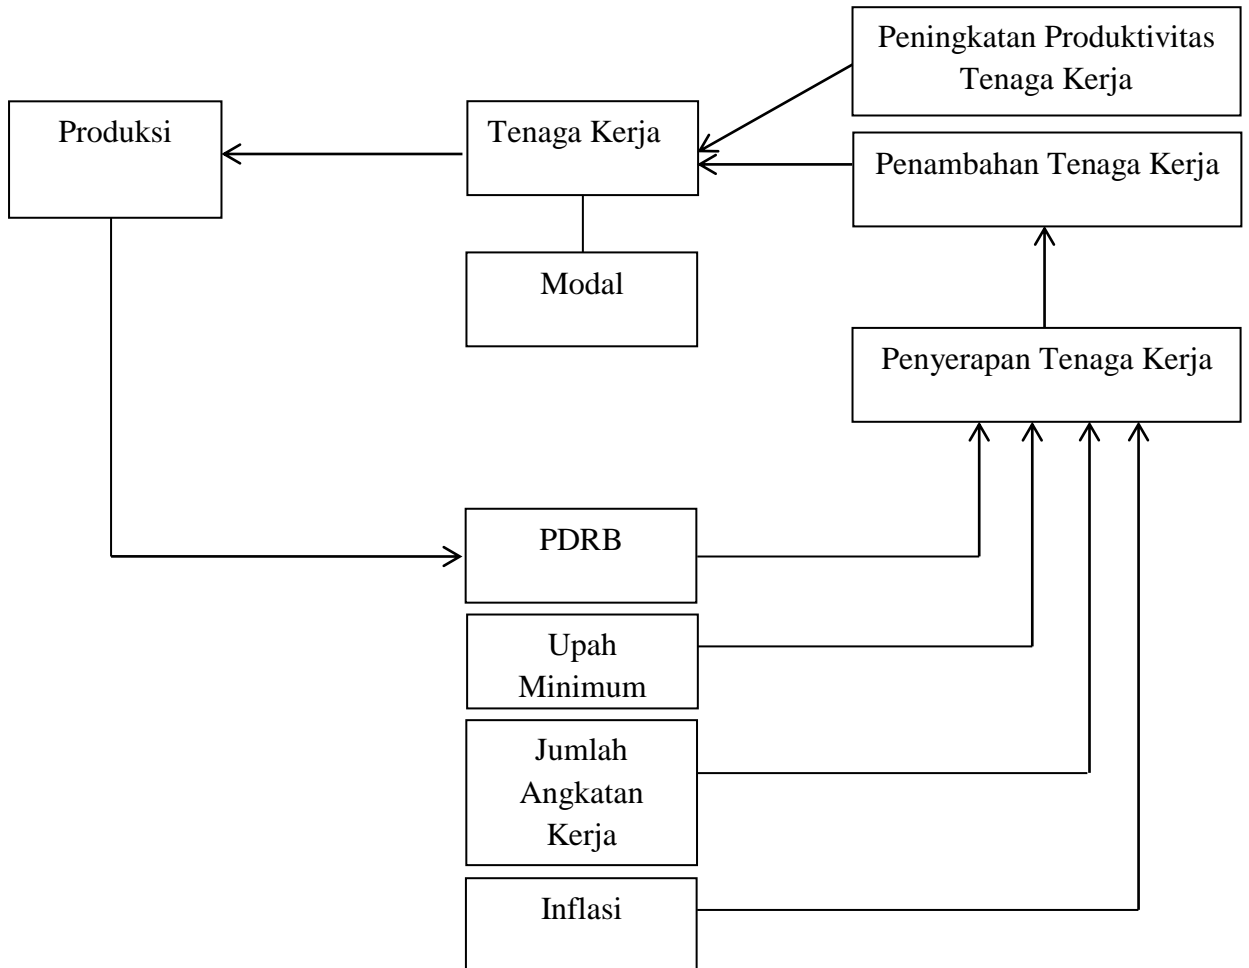 Peningkatan Produktivitas
Tenaga Kerja
Produksi
Tenaga Kerja
Penambahan Tenaga Kerja
Modal
Penyerapan Tenaga Kerja
PDRB
Upah
Minimum
Jumlah
Angkatan
Kerja
Inflasi